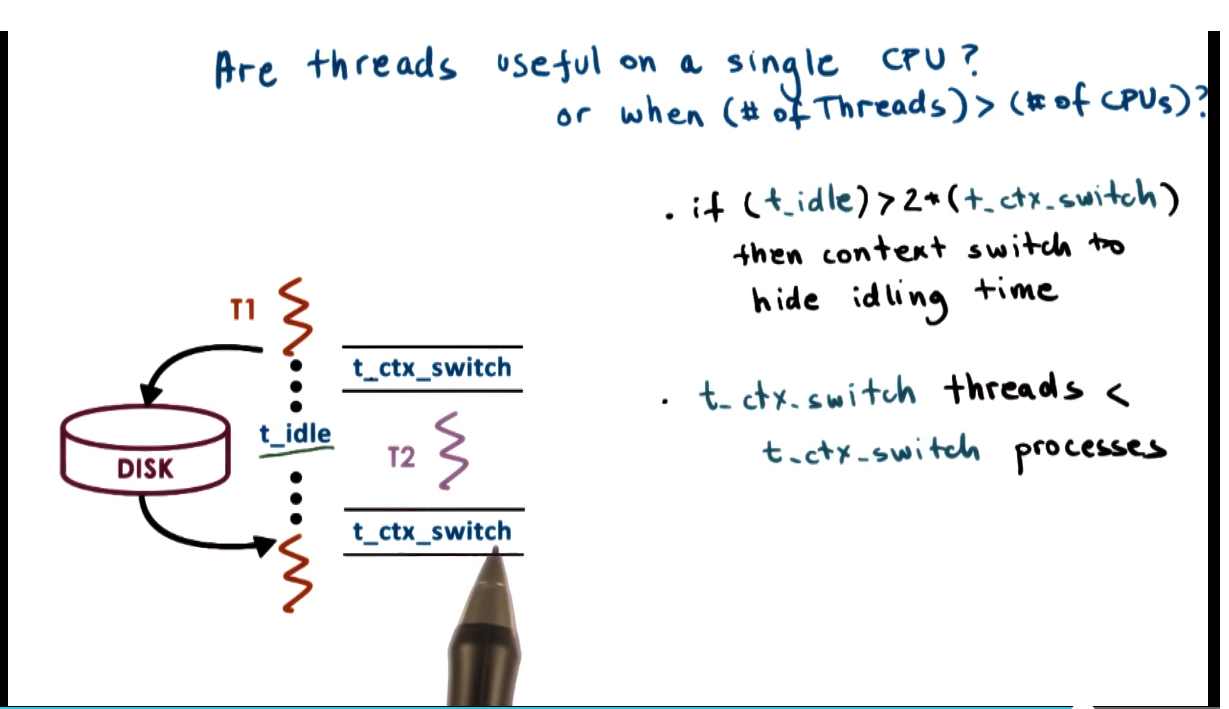 Are threads useful on a single CPU?
or when (# of Threads) > (# of CPUs)?
. if (t_idle) > 2*(t_ctx_switch)
then context switch to
hide idling time
. t_ctx_switch threads <
t_ctx_switch processes
T1
t_ctx_switch
t_idle
DISK
T2
t_ctx_switch